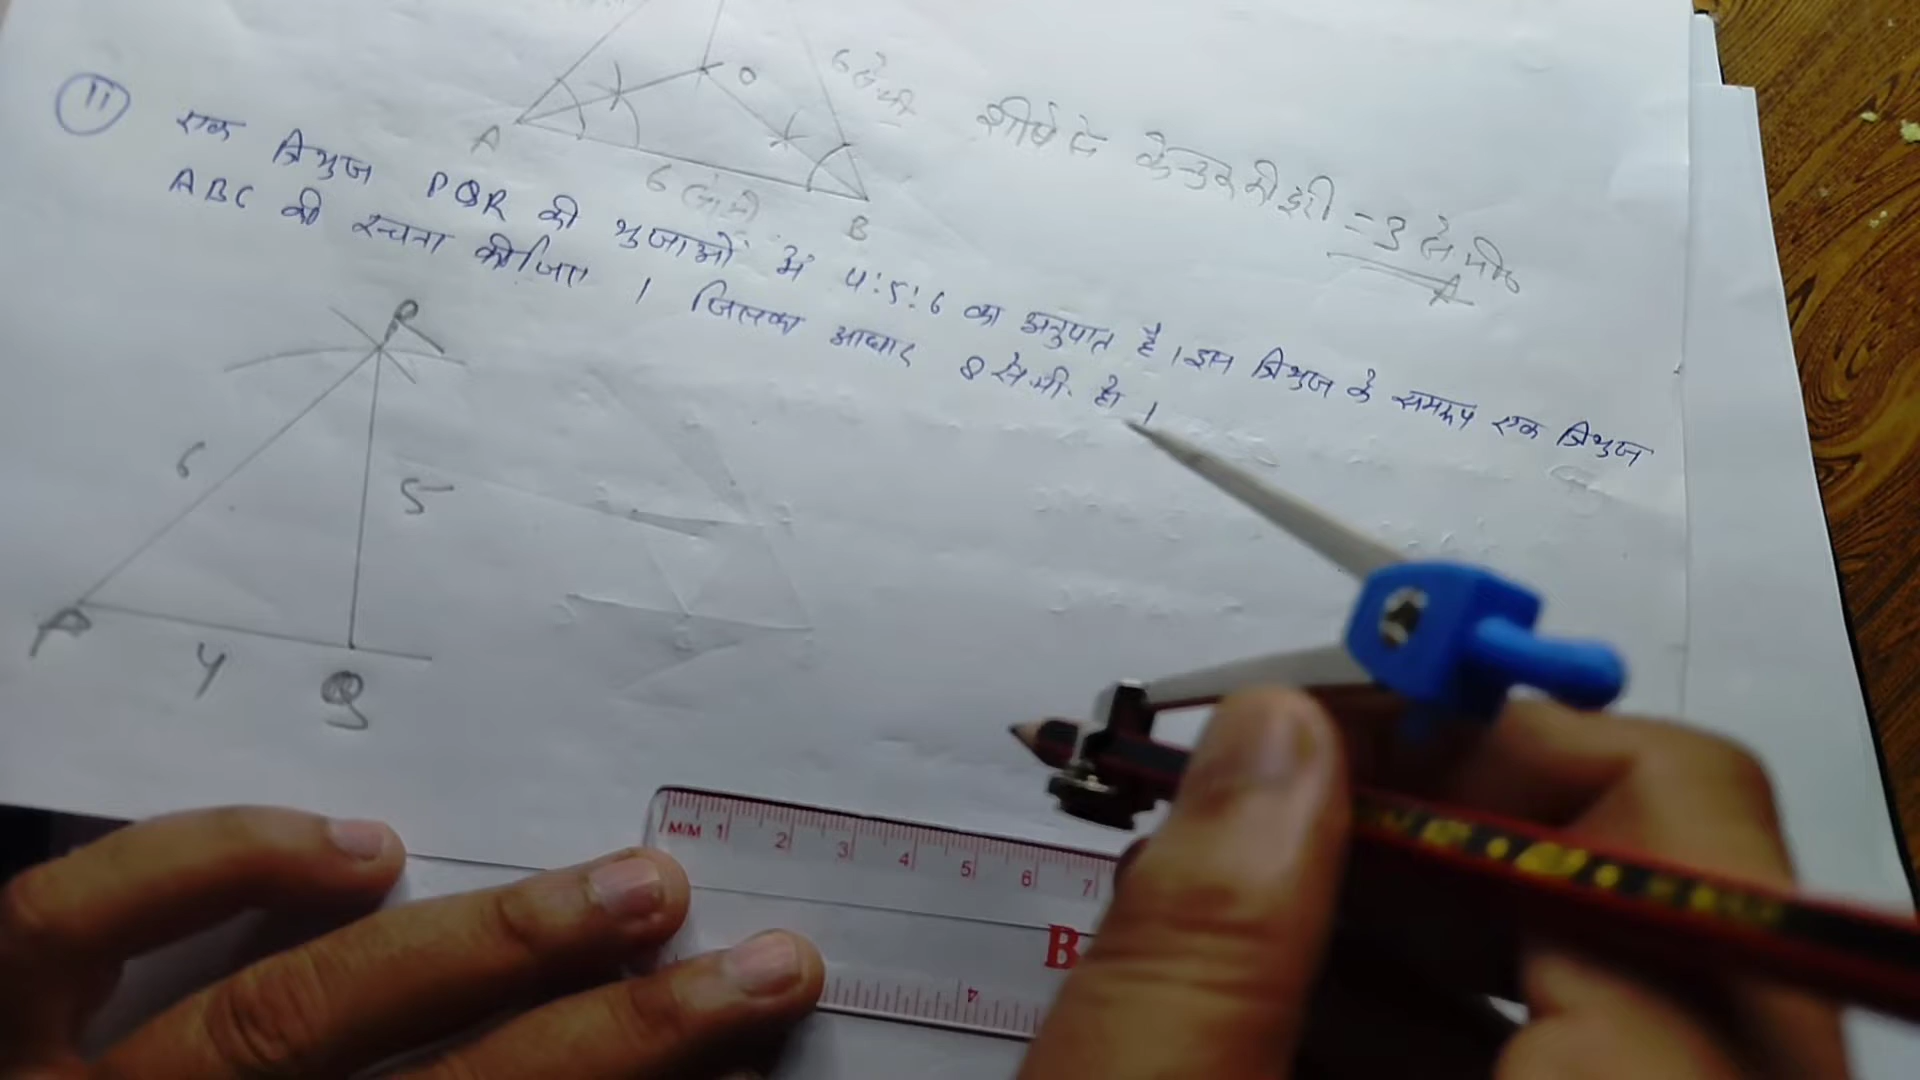 O
6 से.मी
A
6 से.मी
B
शीर्ष से केन्द्र की दूरी = 3 से.मी०
A
11
एक त्रिभुज PQR की भुजाओं में 4:5:6 का अनुपात है। इस त्रिभुज के समरूप एक त्रिभुज
ABC की रचना कीजिए । जिसका आधार 8 से.मी. हो ।
R
6
5
P
4
Q
M/M 1 2 3 4 5 6 7
B